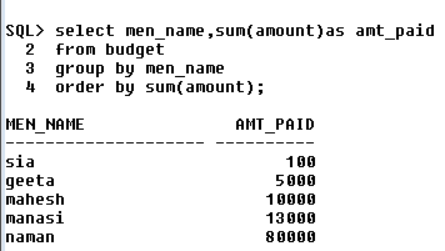 SQL> select men_name,sum(amount)as amt_paid
2 from budget
3 group by men_name
4 order by sum(amount);
MEN_NAME AMT_PAID
-------------------- ----------
sia 100
geeta 5000
mahesh 10000
manasi 13000
naman 80000